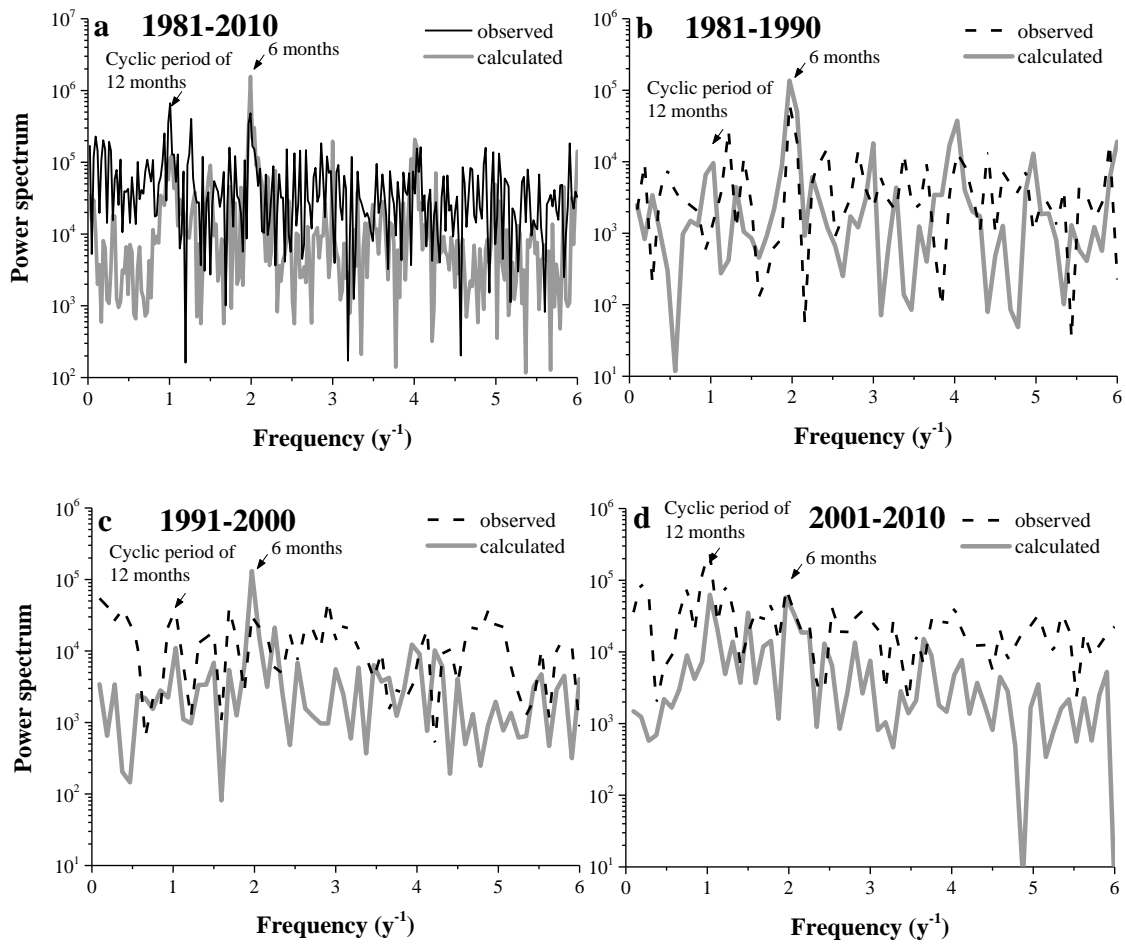 a 1981-2010
observed
calculated
Cyclic period of
12 months
6 months
Power spectrum
10^7
10^6
10^5
10^4
10^3
10^2
0 1 2 3 4 5 6
Frequency (y^-1)
b 1981-1990
observed
calculated
Cyclic period of
12 months
6 months
10^6
10^5
10^4
10^3
10^2
10^1
0 1 2 3 4 5 6
Frequency (y^-1)
c 1991-2000
observed
calculated
Cyclic period of
12 months
6 months
Power spectrum
10^6
10^5
10^4
10^3
10^2
10^1
0 1 2 3 4 5 6
Frequency (y^-1)
d Cyclic period of
12 months
2001-2010
observed
calculated
6 months
10^6
10^5
10^4
10^3
10^2
10^1
0 1 2 3 4 5 6
Frequency (y^-1)